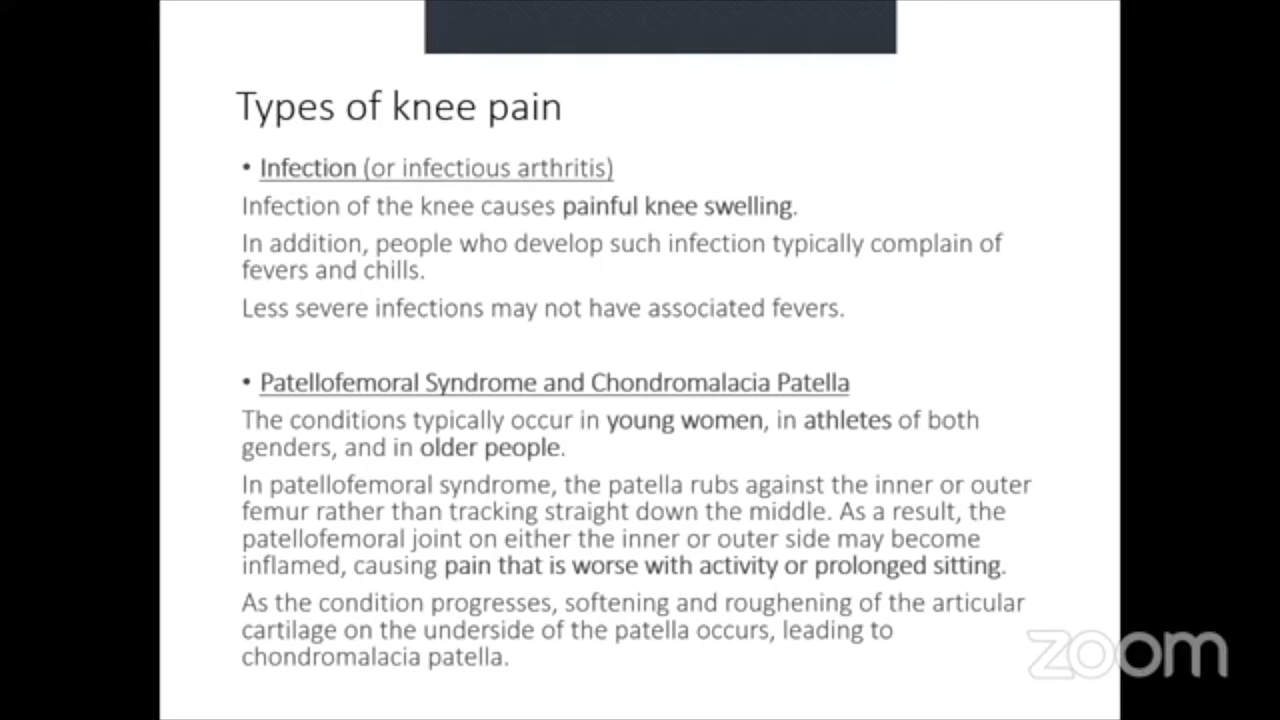 Types of knee pain
• Infection (or infectious arthritis)
Infection of the knee causes painful knee swelling.
In addition, people who develop such infection typically complain of
fevers and chills.
Less severe infections may not have associated fevers.
• Patellofemoral Syndrome and Chondromalacia Patella
The conditions typically occur in young women, in athletes of both
genders, and in older people.
In patellofemoral syndrome, the patella rubs against the inner or outer
femur rather than tracking straight down the middle. As a result, the
patellofemoral joint on either the inner or outer side may become
inflamed, causing pain that is worse with activity or prolonged sitting.
As the condition progresses, softening and roughening of the articular
cartilage on the underside of the patella occurs, leading to
chondromalacia patella.
zoom